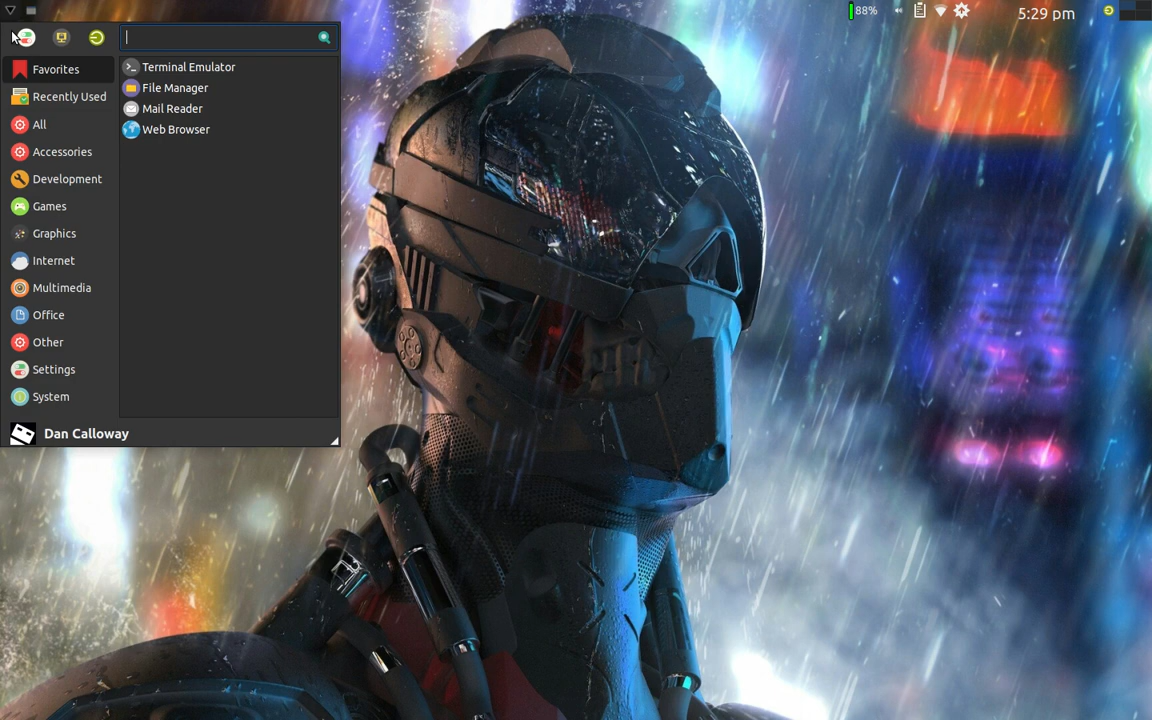 88%
5:29 pm
Favorites
Recently Used
All
Accessories
Development
Games
Graphics
Internet
Multimedia
Office
Other
Settings
System
Terminal Emulator
File Manager
Mail Reader
Web Browser
Dan Calloway